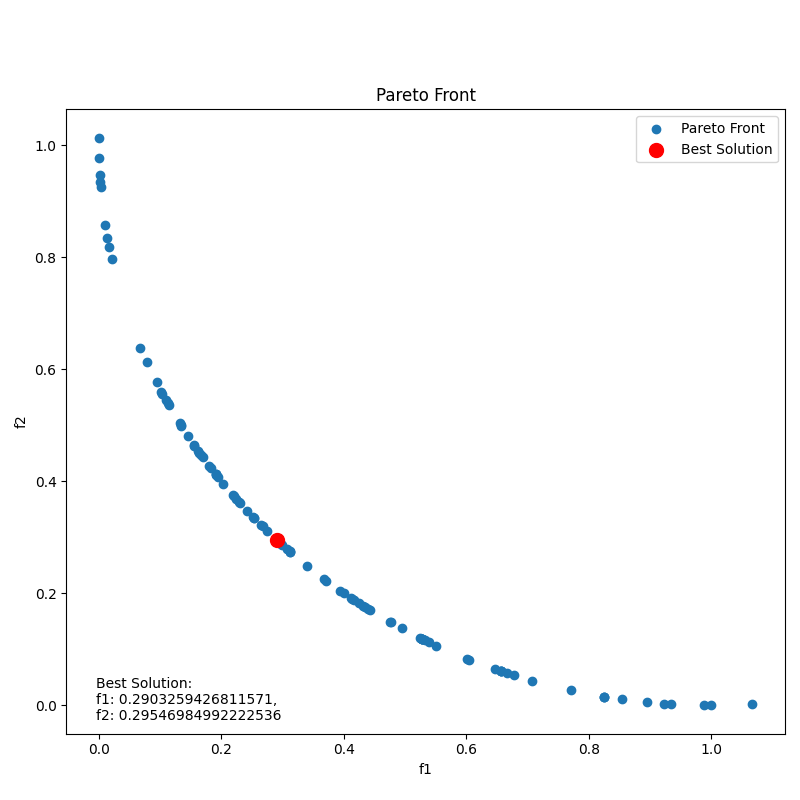 Pareto Front
Pareto Front
Best Solution
1.0
0.8
0.6
0.4
0.2
0.0
f2
Best Solution:
f1: 0.2903259426811571,
f2: 0.29546984992222536
0.0 0.2 0.4 0.6 0.8 1.0
f1